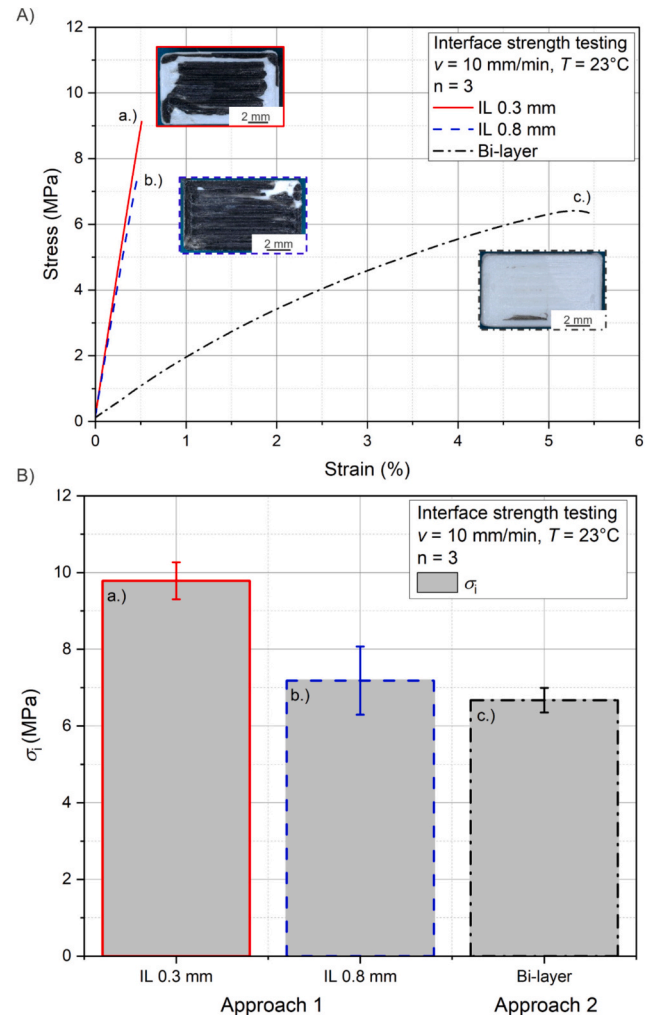 A)
12
10
8
6
4
2
0
Stress (MPa)
0 1 2 3 4 5 6
Strain (%)
Interface strength testing
v = 10 mm/min, T = 23°C
n = 3
IL 0.3 mm
IL 0.8 mm
Bi-layer
a.)
2 mm
b.)
2 mm
c.)
2 mm
B)
12
10
8
6
4
2
0
σi (MPa)
Interface strength testing
v = 10 mm/min, T = 23°C
n = 3
σi
a.)
b.)
c.)
IL 0.3 mm IL 0.8 mm Bi-layer
Approach 1 Approach 2